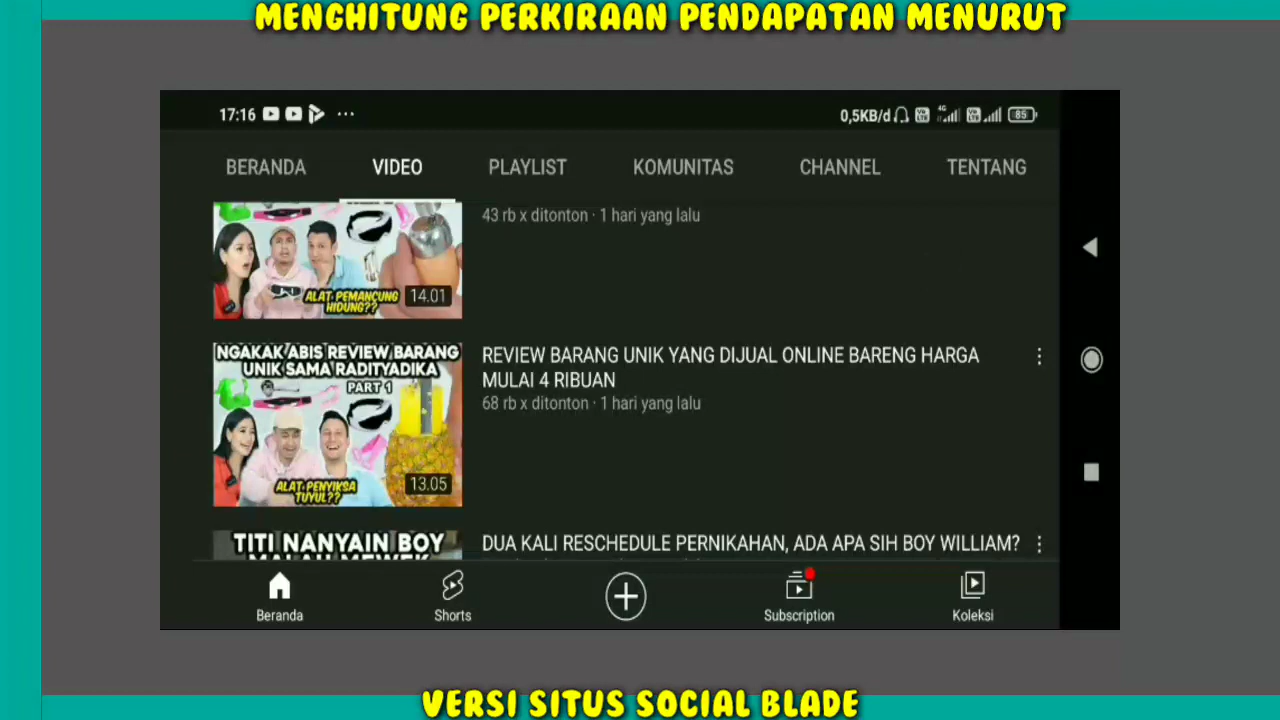 MENGHITUNG PERKIRAAN PENDAPATAN MENURUT
17:16
0,5KB/d
4G
85
BERANDA VIDEO PLAYLIST KOMUNITAS CHANNEL TENTANG
43 rb x ditonton · 1 hari yang lalu
ALAT PEMANCUNG
HIDUNG??
14.01
NGAKAK ABIS REVIEW BARANG
UNIK SAMA RADITYADIKA
PART 1
ALAT PENYIKSA
TUYUL??
13.05
REVIEW BARANG UNIK YANG DIJUAL ONLINE BARENG HARGA
MULAI 4 RIBUAN
68 rb x ditonton · 1 hari yang lalu
TITI NANYAIN BOY
DUA KALI RESCHEDULE PERNIKAHAN, ADA APA SIH BOY WILLIAM?
Beranda Shorts Subscription Koleksi
VERSI SITUS SOCIAL BLADE